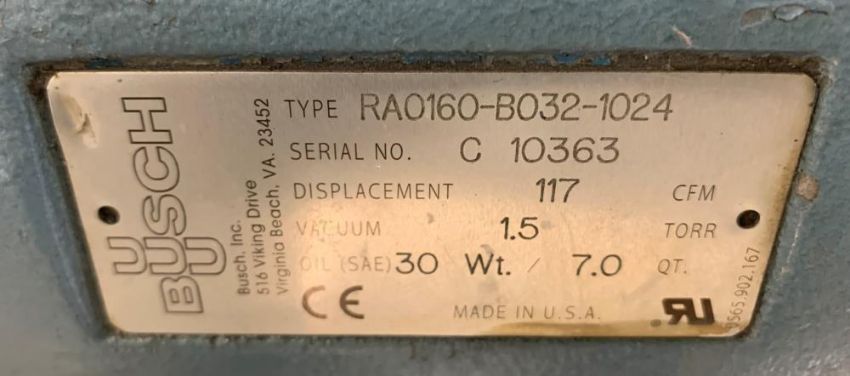 BUSCH
Busch, Inc.
516 Viking Drive
Virginia Beach, VA. 23452
TYPE RA0160-B032-1024
SERIAL NO. C 10363
DISPLACEMENT 117 CFM
VACUUM 1.5 TORR
OIL (SAE) 30 Wt. / 7.0 QT.
CE MADE IN U.S.A. RU
0565.902.167